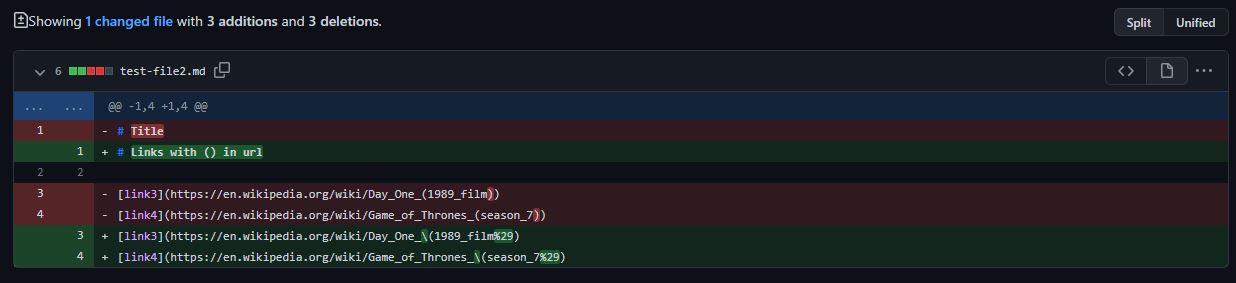 Showing 1 changed file with 3 additions and 3 deletions.
Split Unified
6 test-file2.md
... ... @@ -1,4 +1,4 @@
1 - # Title
1 + # Links with () in url
2 2
3 - [link3](https://en.wikipedia.org/wiki/Day_One_(1989_film))
4 - [link4](https://en.wikipedia.org/wiki/Game_of_Thrones_(season_7))
3 + [link3](https://en.wikipedia.org/wiki/Day_One_\(1989_film%29)
4 + [link4](https://en.wikipedia.org/wiki/Game_of_Thrones_\(season_7%29)